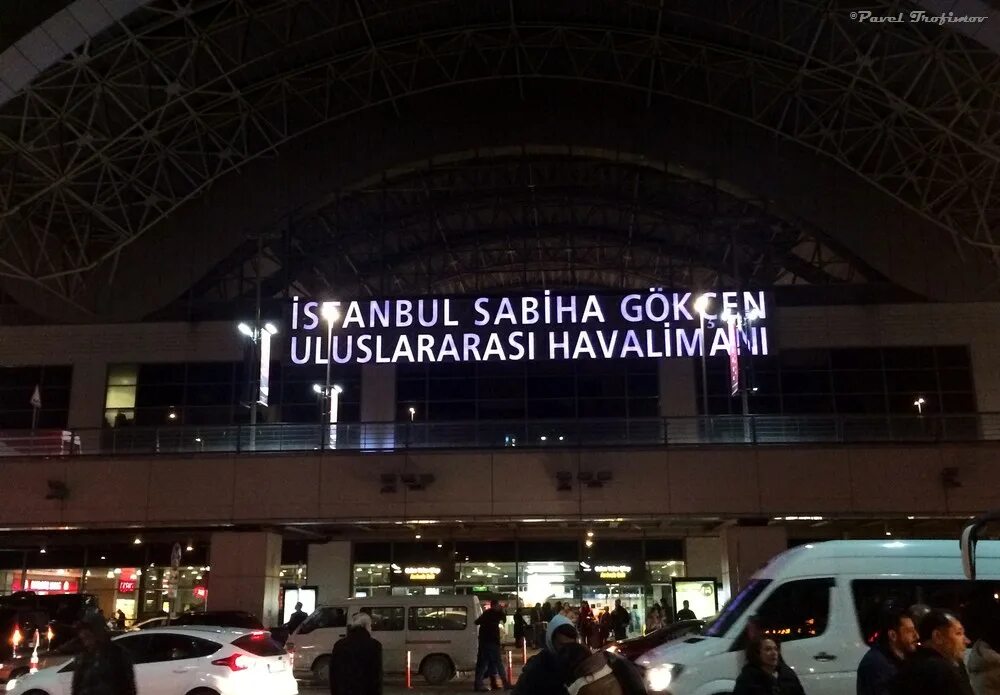 ©Pavel Trofimov
İSTANBUL SABİHA GÖKÇEN
ULUSLARARASI HAVALİMANI